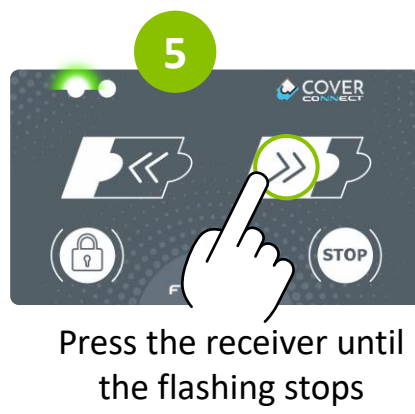 5
COVER
CONNECT
STOP
F
Press the receiver until
the flashing stops